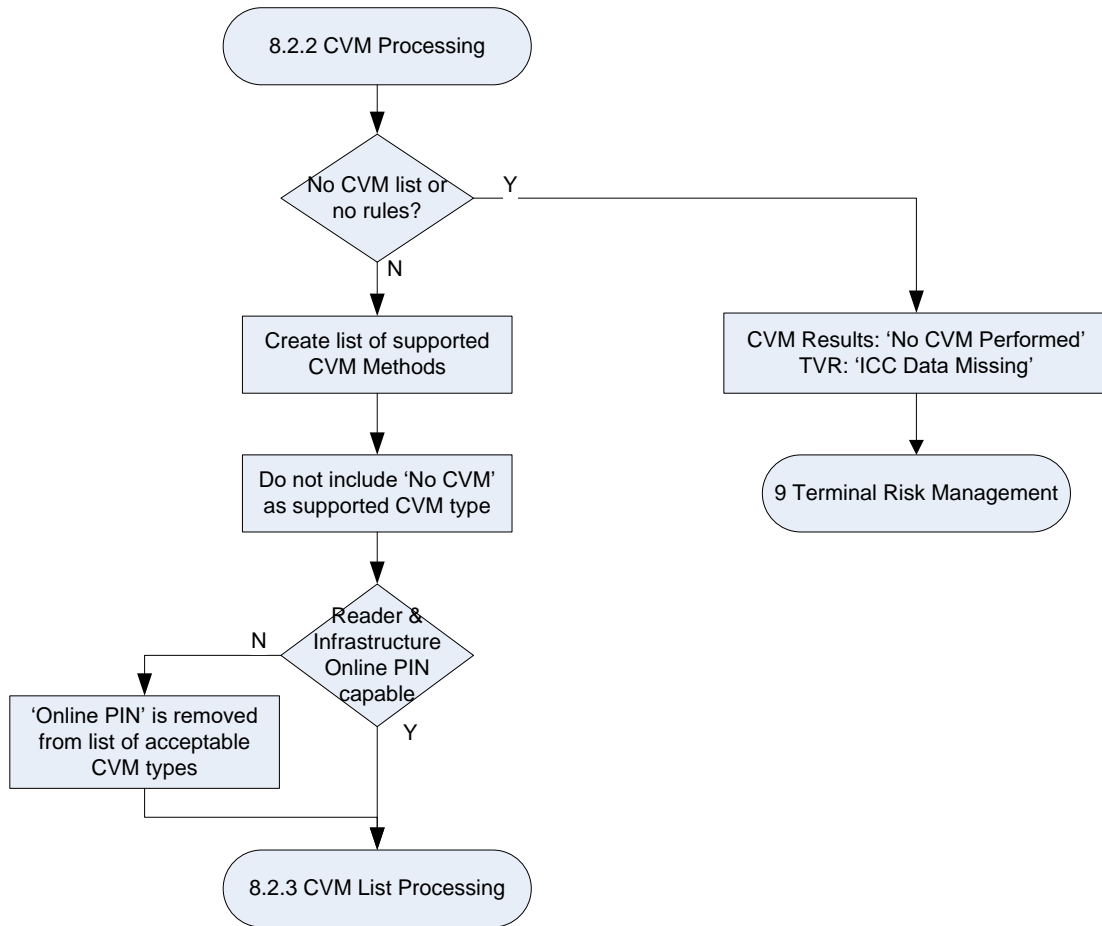 8.2.2 CVM Processing
No CVM list or
no rules?
Y
N
Create list of supported
CVM Methods
CVM Results: ‘No CVM Performed’
TVR: ‘ICC Data Missing’
Do not include ‘No CVM’
as supported CVM type
9 Terminal Risk Management
Reader &
Infrastructure
Online PIN
capable
N
Y
‘Online PIN’ is removed
from list of acceptable
CVM types
8.2.3 CVM List Processing